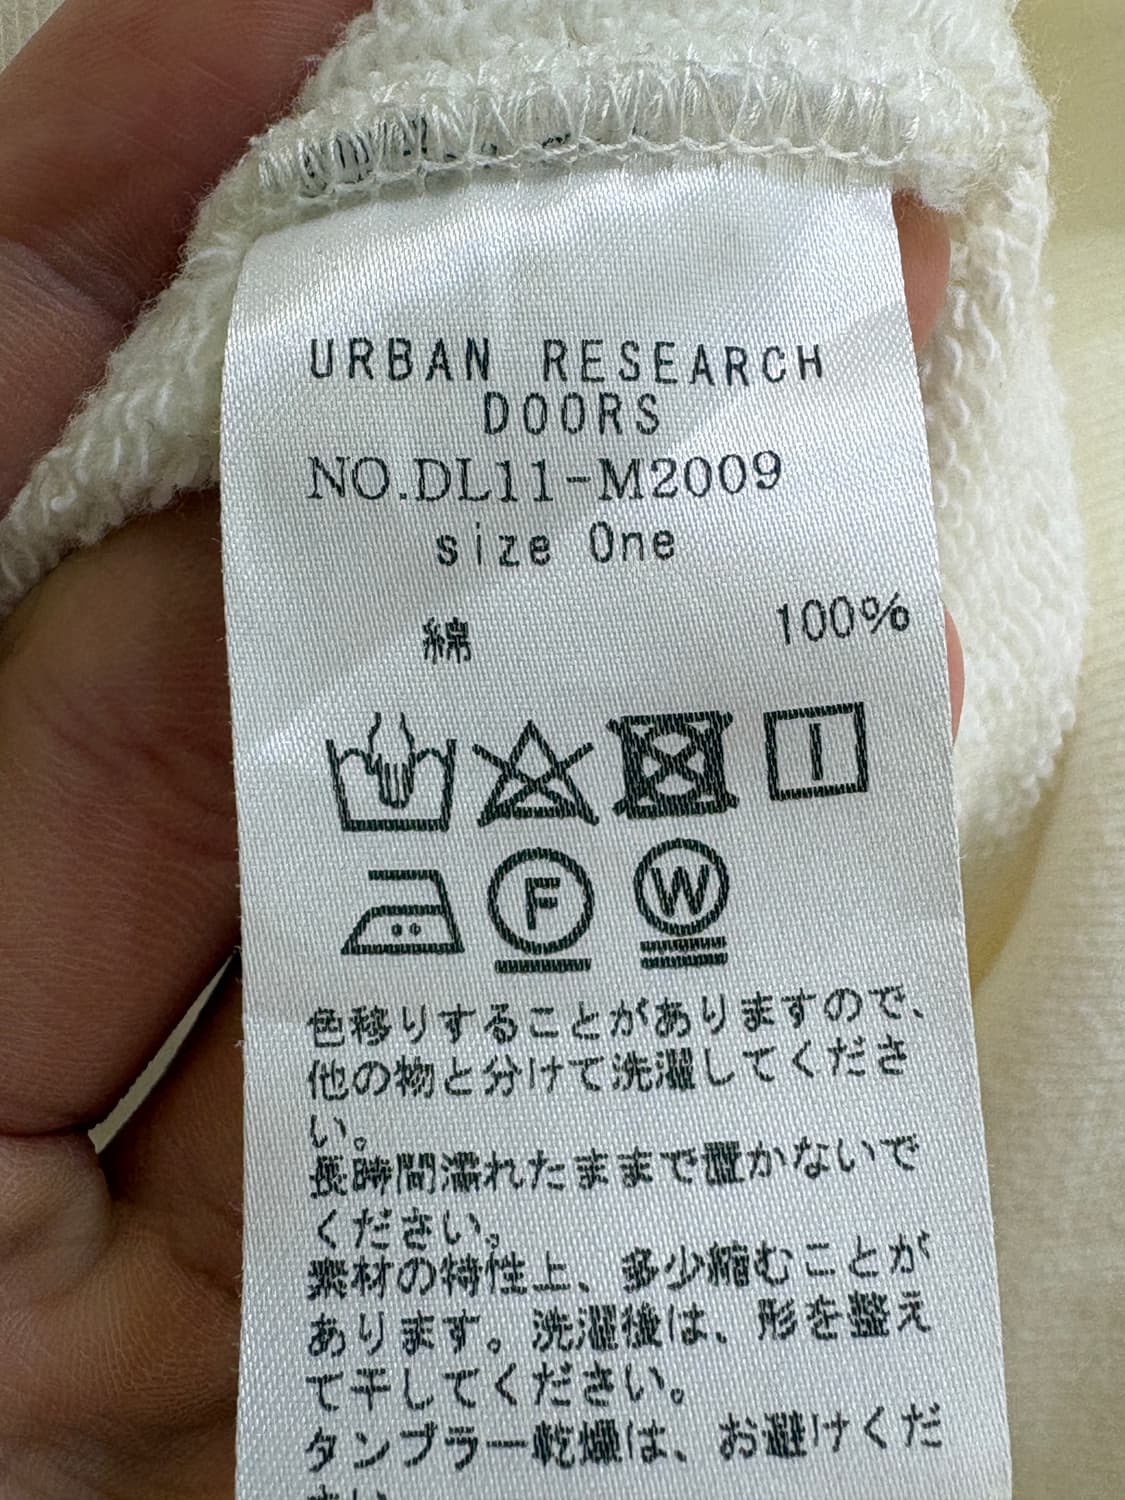 URBAN RESEARCH
DOORS
NO.DL11-M2009
size One
綿 100%
F W
色移りすることがありますので、
他の物と分けて洗濯してくださ
い。
長時間濡れたままで置かないで
ください。
素材の特性上、多少縮むことが
あります。洗濯後は、形を整え
て干してください。
タンブラー乾燥は、お避けくだ
さい